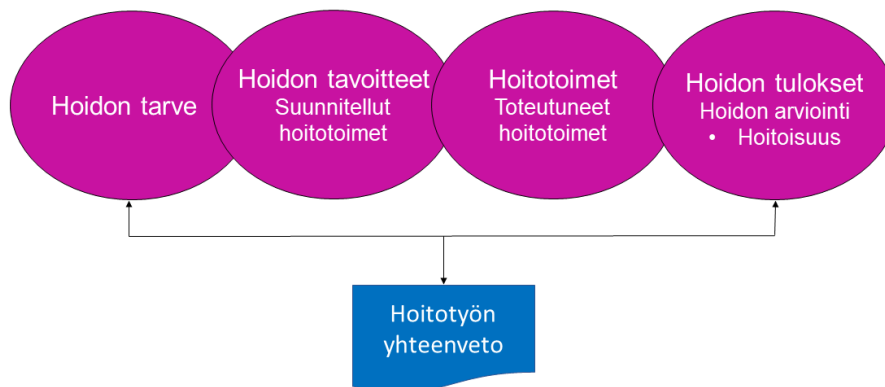 Hoidon tarve
Hoidon tavoitteet
Suunnitellut
hoitotoimet
Hoitotoimet
Toteutuneet
hoitotoimet
Hoidon tulokset
Hoidon arviointi
• Hoitoisuus
Hoitotyön
yhteenveto